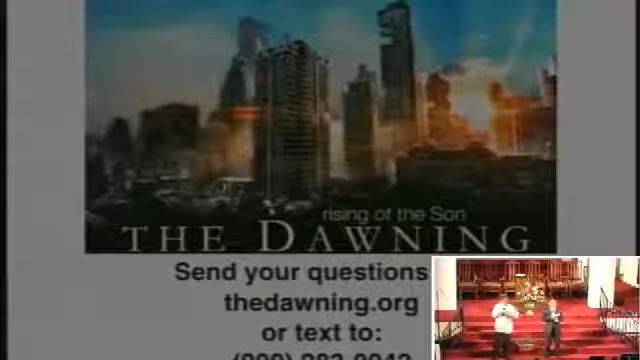 rising of the Son
THE DAWNING
Send your questions
thedawning.org
or text to: